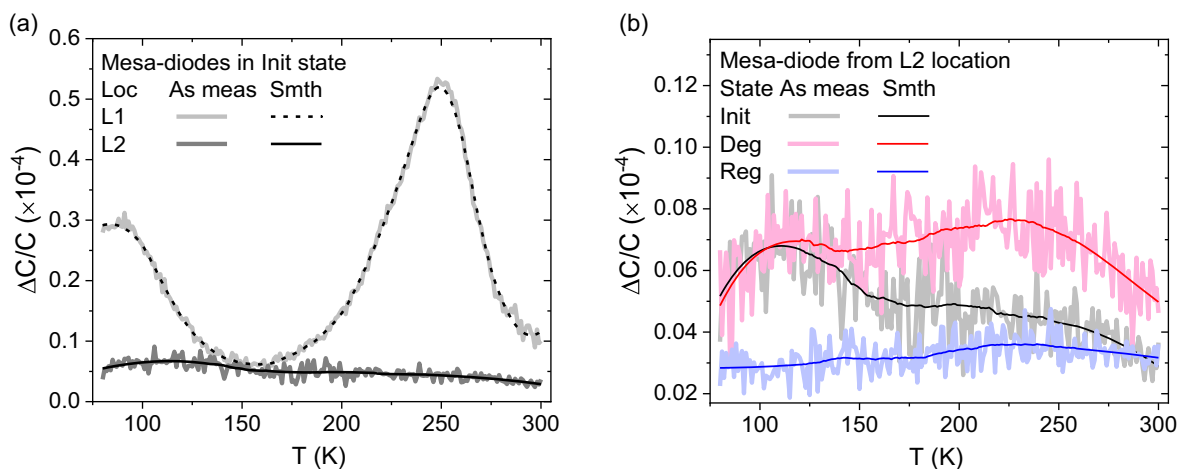 (a)
ΔC/C (×10⁻⁴)
0.6
0.5
0.4
0.3
0.2
0.1
0.0
Mesa-diodes in Init state
Loc As meas Smth
L1
L2
100 150 200 250 300
T (K)
(b)
ΔC/C (×10⁻⁴)
0.12
0.10
0.08
0.06
0.04
0.02
Mesa-diode from L2 location
State As meas Smth
Init
Deg
Reg
100 150 200 250 300
T (K)